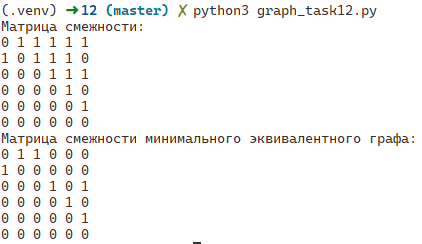 (.venv) ➜12 (master) ✗ python3 graph_task12.py
Матрица смежности:
0 1 1 1 1 1
1 0 1 1 1 0
0 0 0 1 1 1
0 0 0 0 1 0
0 0 0 0 0 1
0 0 0 0 0 0
Матрица смежности минимального эквивалентного графа:
0 1 1 0 0 0
1 0 0 0 0 0
0 0 0 1 0 1
0 0 0 0 1 0
0 0 0 0 0 1
0 0 0 0 0 0